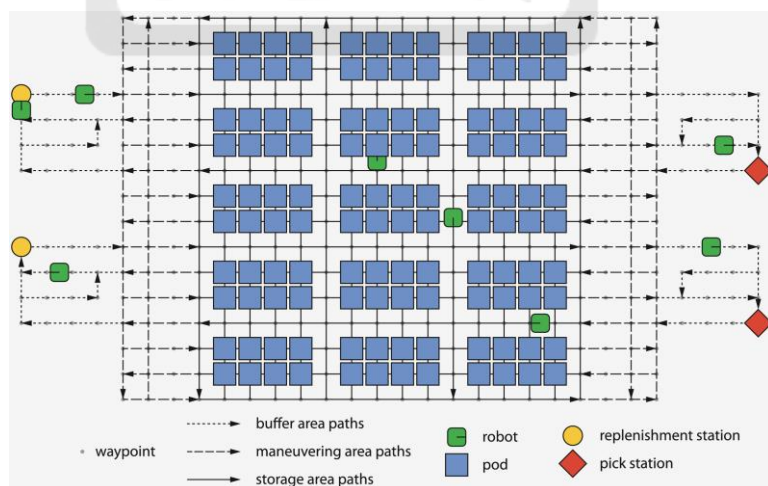 buffer area paths
waypoint
maneuvering area paths
storage area paths
robot
pod
replenishment station
pick station